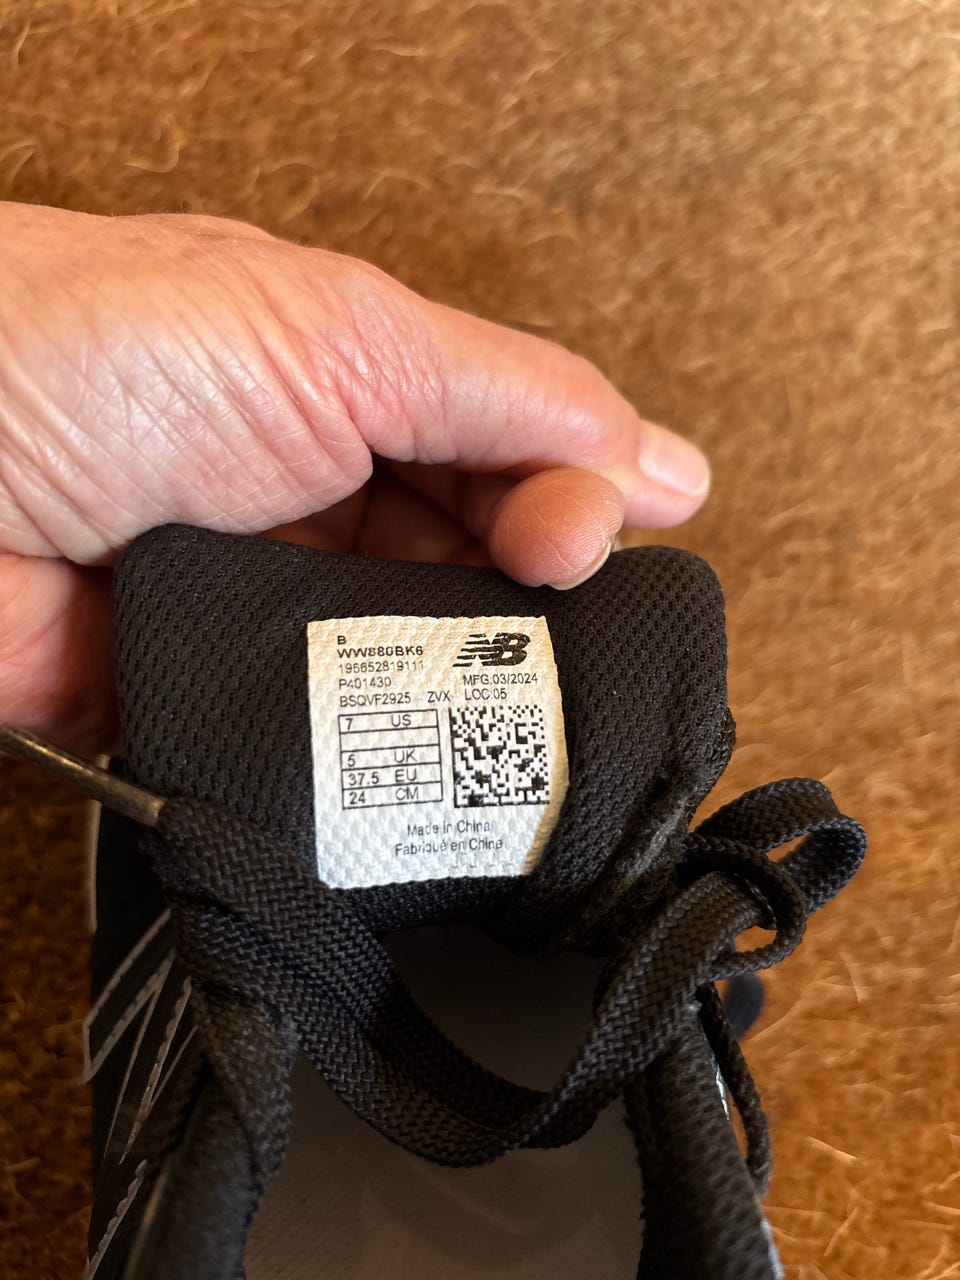 B
WW880BK6
196652819111
P401430
BSQVF2925 ZVX
NB
MFG:03/2024
LOC:05
7 US
5 UK
37.5 EU
24 CM
Made in China
Fabriqué en Chine